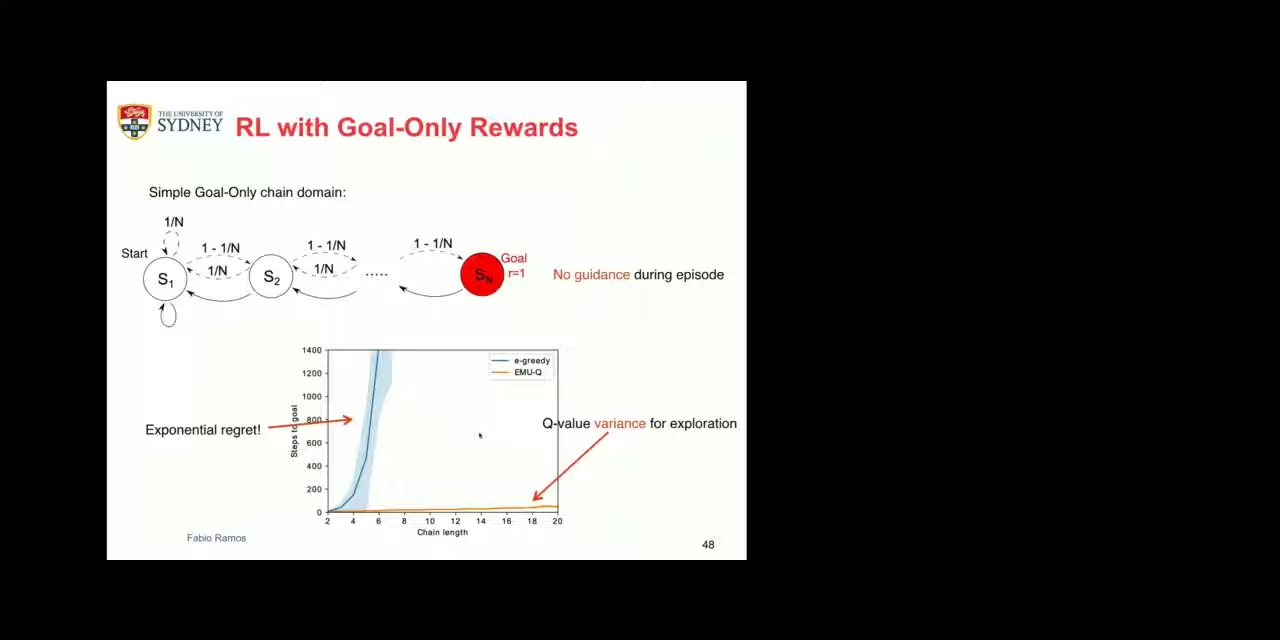 THE UNIVERSITY OF
SYDNEY
RL with Goal-Only Rewards
Simple Goal-Only chain domain:
1/N
Start
1 - 1/N
1 - 1/N
1 - 1/N
1/N
1/N
S1
S2
.....
SN
Goal
r=1
No guidance during episode
1400
1200
1000
800
600
400
200
0
Steps to goal
e-greedy
EMU-Q
Exponential regret!
Q-value variance for exploration
2 4 6 8 10 12 14 16 18 20
Chain length
Fabio Ramos
48